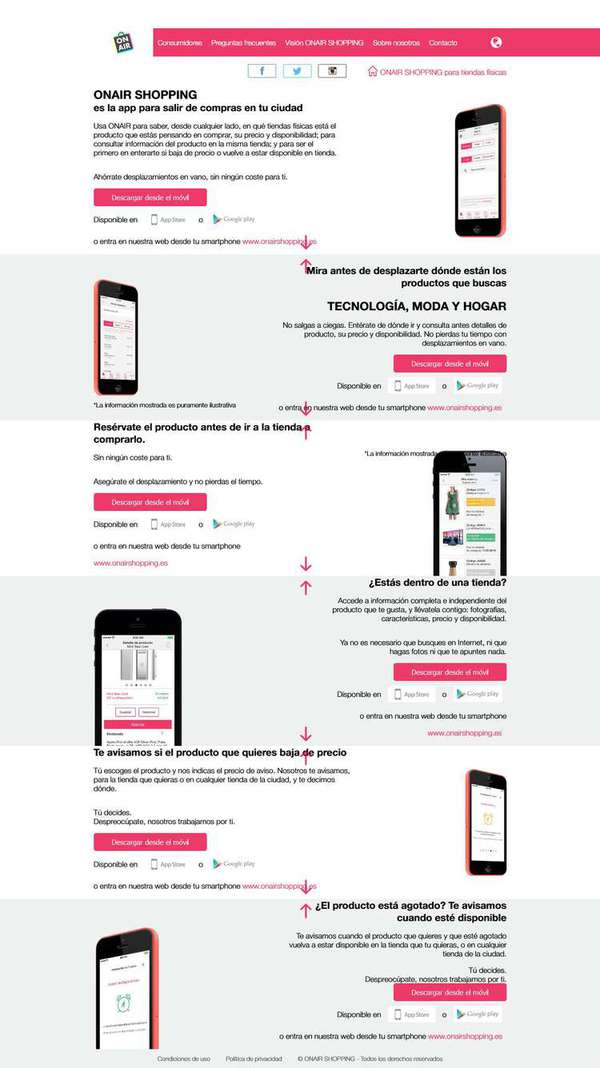 ON AIR
Consumidores Preguntas frecuentes Visión ONAIR SHOPPING Sobre nosotros Contacto
ONAIR SHOPPING para tiendas físicas
ONAIR SHOPPING
es la app para salir de compras en tu ciudad
Usa ONAIR para saber, desde cualquier lado, en qué tiendas físicas está el
producto que estás pensando en comprar, su precio y disponibilidad; para
consultar información del producto en la misma tienda; y para ser el
primero en enterarte si baja de precio o vuelve a estar disponible en tienda.
Ahórrate desplazamientos en vano, sin ningún coste para ti.
Descargar desde el móvil
Disponible en App Store o Google play
o entra en nuestra web desde tu smartphone www.onairshopping.es
Mira antes de desplazarte dónde están los
productos que buscas
TECNOLOGÍA, MODA Y HOGAR
No salgas a ciegas. Entérate de dónde ir y consulta antes detalles de
producto, su precio y disponibilidad. No pierdas tu tiempo con
desplazamientos en vano.
Descargar desde el móvil
Disponible en App Store o Google play
*La información mostrada es puramente ilustrativa
o entra en nuestra web desde tu smartphone www.onairshopping.es
Resérvate el producto antes de ir a la tienda a
comprarlo.
Sin ningún coste para ti.
*La información mostrada
Asegúrate el desplazamiento y no pierdas el tiempo.
Descargar desde el móvil
Disponible en App Store o Google play
o entra en nuestra web desde tu smartphone
www.onairshopping.es
¿Estás dentro de una tienda?
Accede a información completa e independiente del
producto que te gusta, y llévatela contigo: fotografías,
características, precio y disponibilidad.
Ya no es necesario que busques en Internet, ni que
hagas fotos ni que te apuntes nada.
Descargar desde el móvil
Disponible en App Store o Google play
o entra en nuestra web desde tu smartphone
www.onairshopping.es
Te avisamos si el producto que quieres baja de precio
Tú escoges el producto y nos indicas el precio de aviso. Nosotros te avisamos,
para la tienda que quieras o en cualquier tienda de la ciudad, y te decimos
dónde.
Tú decides.
Despreocúpate, nosotros trabajamos por ti.
Descargar desde el móvil
Disponible en App Store o Google play
o entra en nuestra web desde tu smartphone www.onairshopping.es
¿El producto está agotado? Te avisamos
cuando esté disponible
Te avisamos cuando el producto que quieres y que esté agotado
vuelva a estar disponible en la tienda que tu quieras, o en cualquier
tienda de la ciudad.
Tú decides.
Despreocúpate, nosotros trabajamos por ti.
Descargar desde el móvil
Disponible en App Store o Google play
o entra en nuestra web desde tu smartphone www.onairshopping.es
Condiciones de uso Política de privacidad © ONAIR SHOPPING - Todos los derechos reservados